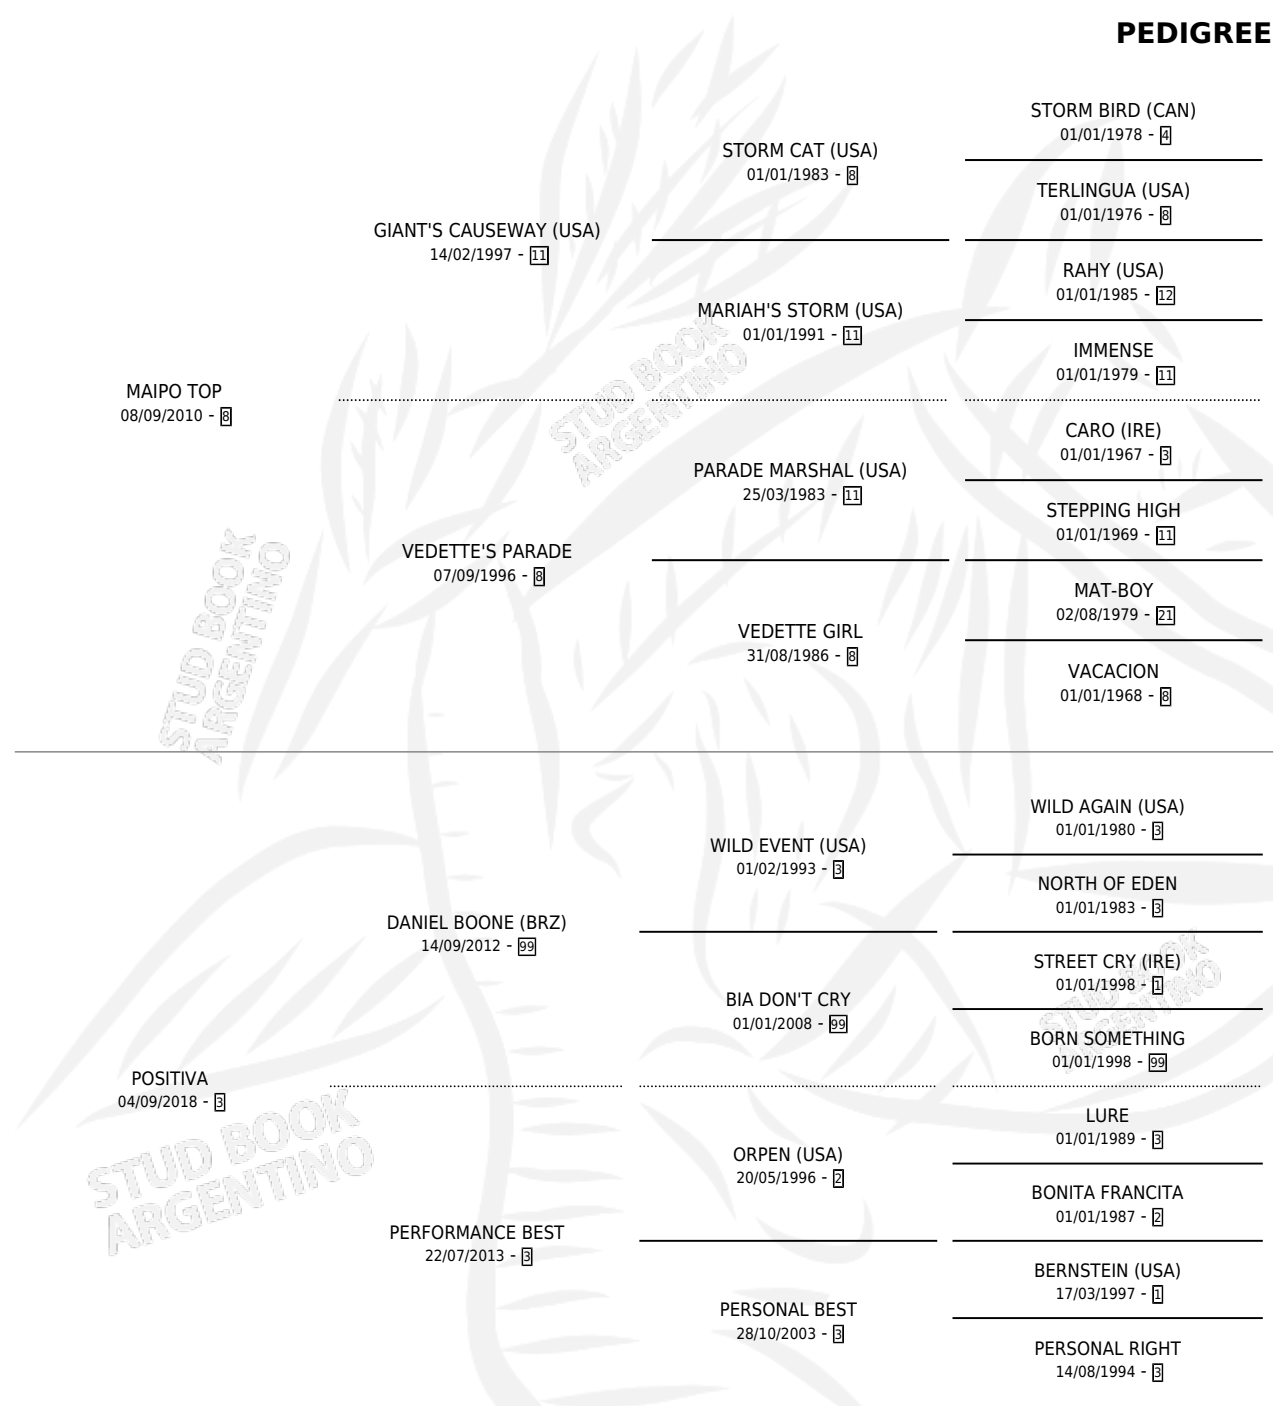 PEDIGREE
STORM BIRD (CAN)
01/01/1978 - 4
STORM CAT (USA)
01/01/1983 - 8
TERLINGUA (USA)
01/01/1976 - 8
GIANT'S CAUSEWAY (USA)
14/02/1997 - 11
RAHY (USA)
01/01/1985 - 12
MARIAH'S STORM (USA)
01/01/1991 - 11
IMMENSE
01/01/1979 - 11
MAIPO TOP
08/09/2010 - 8
CARO (IRE)
01/01/1967 - 3
PARADE MARSHAL (USA)
25/03/1983 - 11
STEPPING HIGH
01/01/1969 - 11
VEDETTE'S PARADE
07/09/1996 - 8
MAT-BOY
02/08/1979 - 21
VEDETTE GIRL
31/08/1986 - 8
VACACION
01/01/1968 - 8
STUD BOOK
ARGENTINO
STUD BOOK
ARGENTINO
WILD AGAIN (USA)
01/01/1980 - 3
WILD EVENT (USA)
01/02/1993 - 3
NORTH OF EDEN
01/01/1983 - 3
DANIEL BOONE (BRZ)
14/09/2012 - 99
STREET CRY (IRE)
01/01/1998 - 1
BIA DON'T CRY
01/01/2008 - 99
BORN SOMETHING
01/01/1998 - 99
STUD BOOK
ARGENTINO
POSITIVA
04/09/2018 - 3
LURE
01/01/1989 - 3
ORPEN (USA)
20/05/1996 - 2
BONITA FRANCITA
01/01/1987 - 2
PERFORMANCE BEST
22/07/2013 - 3
BERNSTEIN (USA)
17/03/1997 - 1
PERSONAL BEST
28/10/2003 - 3
PERSONAL RIGHT
14/08/1994 - 3
STUD BOOK
ARGENTINO